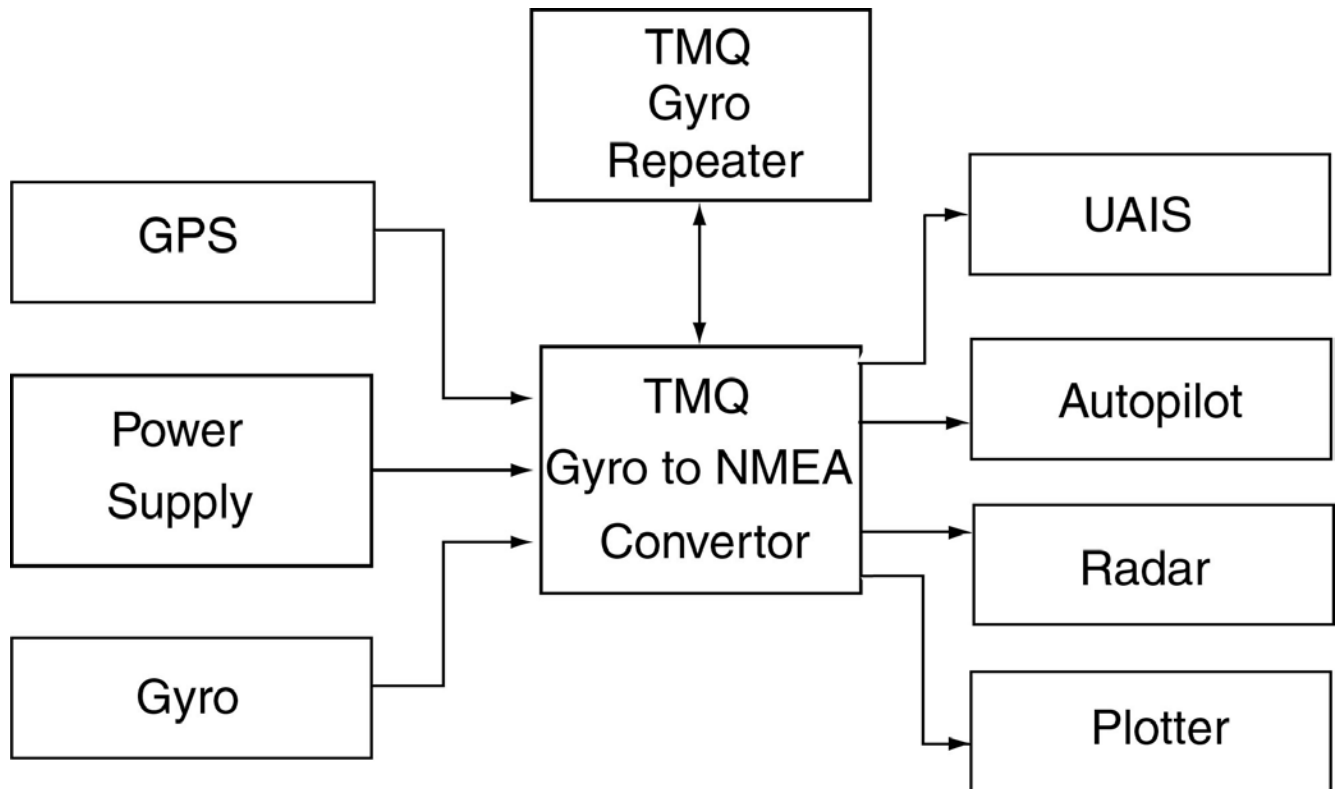 TMQ
Gyro
Repeater
GPS
UAIS
Power
Supply
TMQ
Gyro to NMEA
Convertor
Autopilot
Radar
Gyro
Plotter